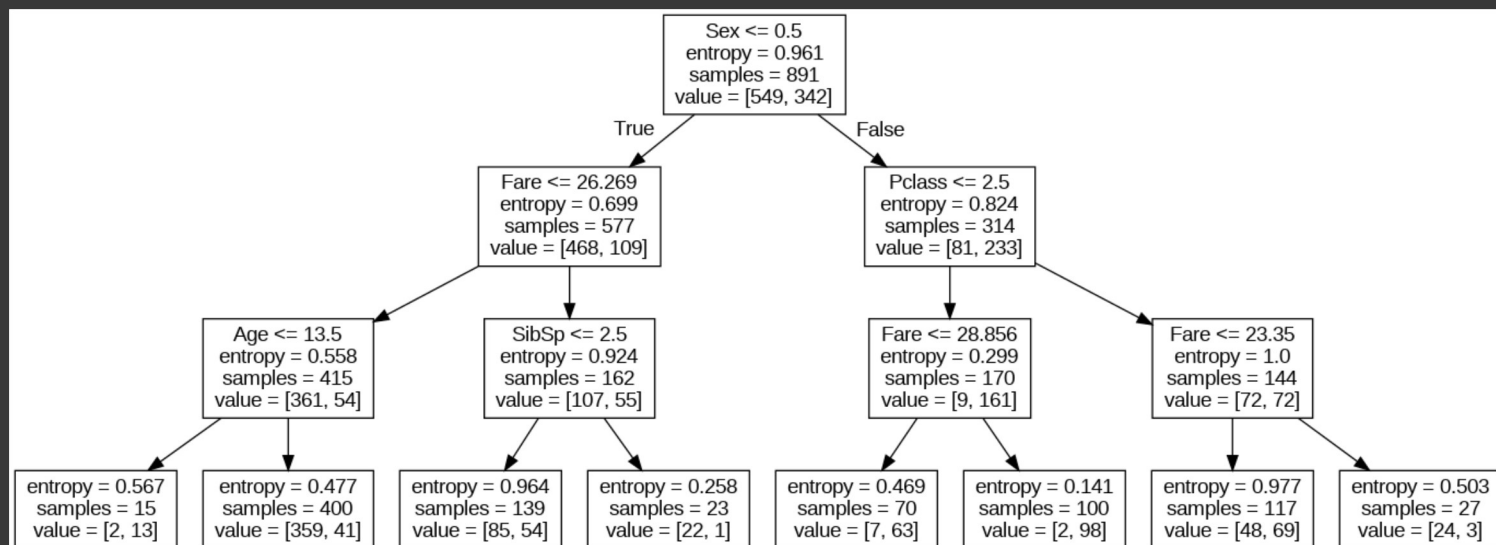 Sex <= 0.5
entropy = 0.961
samples = 891
value = [549, 342]
True
False
Fare <= 26.269
entropy = 0.699
samples = 577
value = [468, 109]
Pclass <= 2.5
entropy = 0.824
samples = 314
value = [81, 233]
Age <= 13.5
entropy = 0.558
samples = 415
value = [361, 54]
SibSp <= 2.5
entropy = 0.924
samples = 162
value = [107, 55]
Fare <= 28.856
entropy = 0.299
samples = 170
value = [9, 161]
Fare <= 23.35
entropy = 1.0
samples = 144
value = [72, 72]
entropy = 0.567
samples = 15
value = [2, 13]
entropy = 0.477
samples = 400
value = [359, 41]
entropy = 0.964
samples = 139
value = [85, 54]
entropy = 0.258
samples = 23
value = [22, 1]
entropy = 0.469
samples = 70
value = [7, 63]
entropy = 0.141
samples = 100
value = [2, 98]
entropy = 0.977
samples = 117
value = [48, 69]
entropy = 0.503
samples = 27
value = [24, 3]